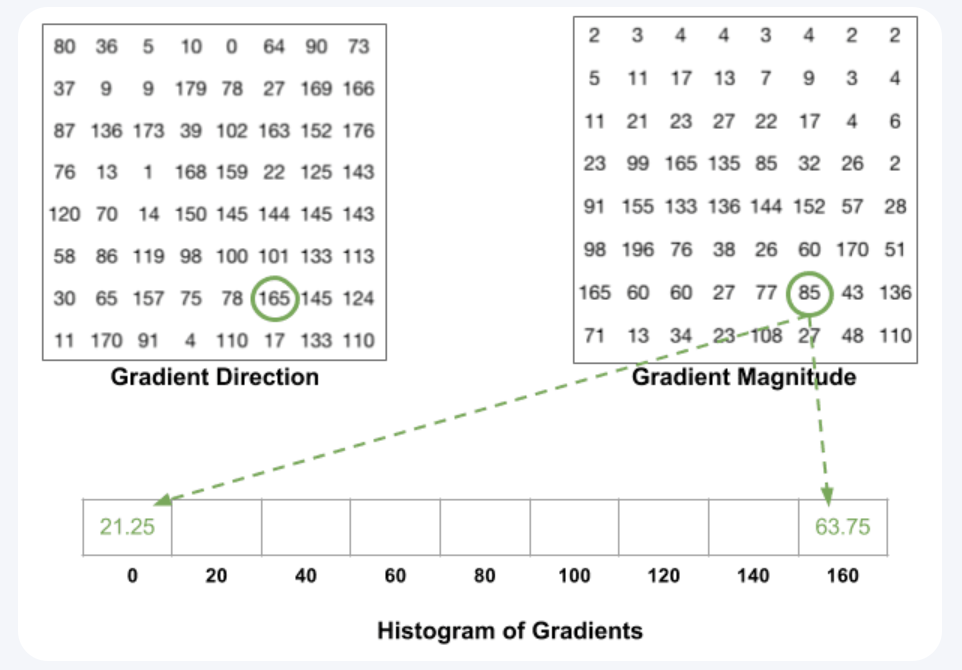 80 36 5 10 0 64 90 73
37 9 9 179 78 27 169 166
87 136 173 39 102 163 152 176
76 13 1 168 159 22 125 143
120 70 14 150 145 144 145 143
58 86 119 98 100 101 133 113
30 65 157 75 78 165 145 124
11 170 91 4 110 17 133 110
Gradient Direction
2 3 4 4 3 4 2 2
5 11 17 13 7 9 3 4
11 21 23 27 22 17 4 6
23 99 165 135 85 32 26 2
91 155 133 136 144 152 57 28
98 196 76 38 26 60 170 51
165 60 60 27 77 85 43 136
71 13 34 23 108 27 48 110
Gradient Magnitude
21.25 63.75
0 20 40 60 80 100 120 140 160
Histogram of Gradients